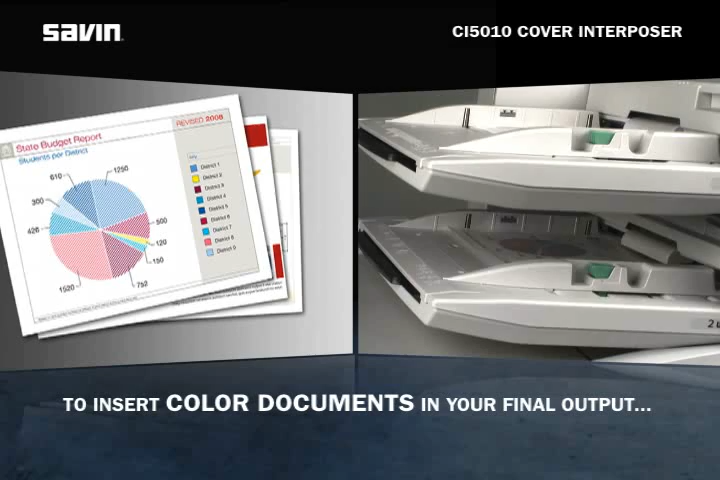 savin
CI5010 COVER INTERPOSER
REVISED 2008
State Budget Report
Students per District
610
1250
300
426
500
120
150
752
1520
District 1
District 2
District 3
District 4
District 5
District 6
District 7
District 8
District 9
2
TO INSERT COLOR DOCUMENTS IN YOUR FINAL OUTPUT...